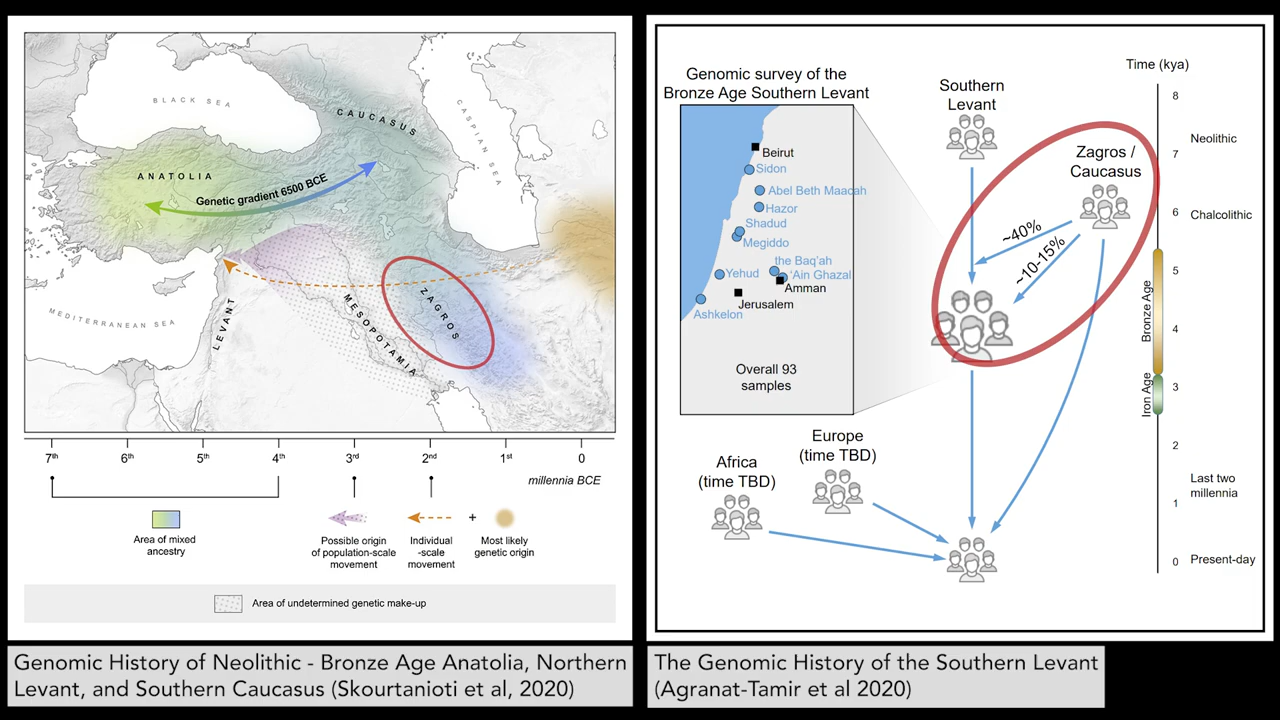 BLACK SEA
CAUCASUS
CASPIAN SEA
ANATOLIA
Genetic gradient 6500 BCE
ZAGROS
MEDITERRANEAN SEA
LEVANT
MESOPOTAMIA
7th
6th
5th
4th
3rd
2nd
1st
0
millennia BCE
Area of mixed
ancestry
Possible origin
of population-scale
movement
Individual
-scale
movement
+
Most likely
genetic origin
Area of undetermined genetic make-up
Genomic History of Neolithic - Bronze Age Anatolia, Northern
Levant, and Southern Caucasus (Skourtanioti et al, 2020)
Genomic survey of the
Bronze Age Southern Levant
Beirut
Sidon
Abel Beth Maacah
Hazor
Shadud
Megiddo
the Baq'ah
'Ain Ghazal
Yehud
Amman
Jerusalem
Ashkelon
Overall 93
samples
Southern
Levant
Zagros /
Caucasus
~40%
~10-15%
Europe
(time TBD)
Africa
(time TBD)
Time (kya)
8
Neolithic
7
6
Chalcolithic
5
Bronze Age
4
3
Iron Age
2
Last two
millennia
1
0
Present-day
The Genomic History of the Southern Levant
(Agranat-Tamir et al 2020)